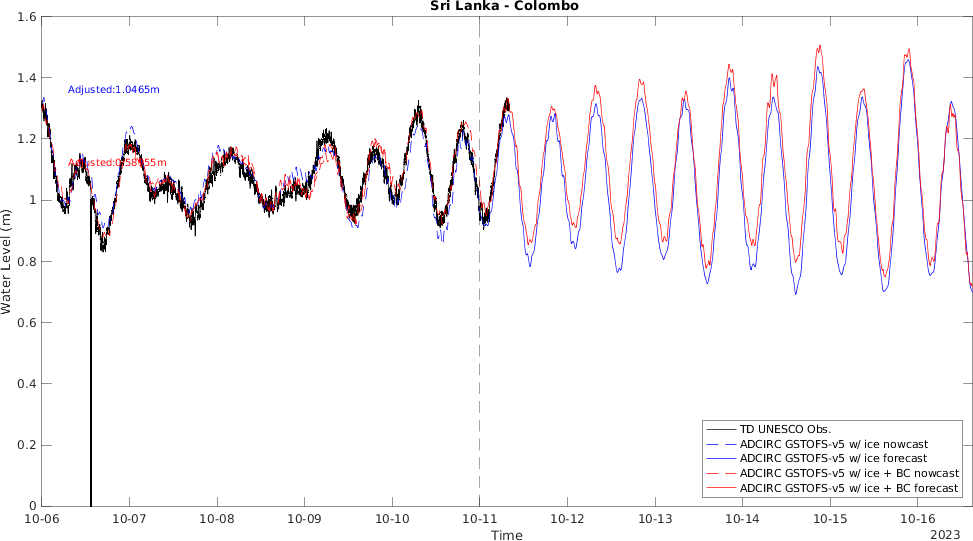 Sri Lanka - Colombo
1.6
1.4
1.2
1
0.8
0.6
0.4
0.2
0
Water Level (m)
Adjusted:1.0465m
10-06
10-07
10-08
10-09
10-10
10-11
10-12
10-13
10-14
10-15
10-16
Time
2023
TD UNESCO Obs.
ADCIRC GSTOFS-v5 w/ ice nowcast
ADCIRC GSTOFS-v5 w/ ice forecast
ADCIRC GSTOFS-v5 w/ ice + BC nowcast
ADCIRC GSTOFS-v5 w/ ice + BC forecast